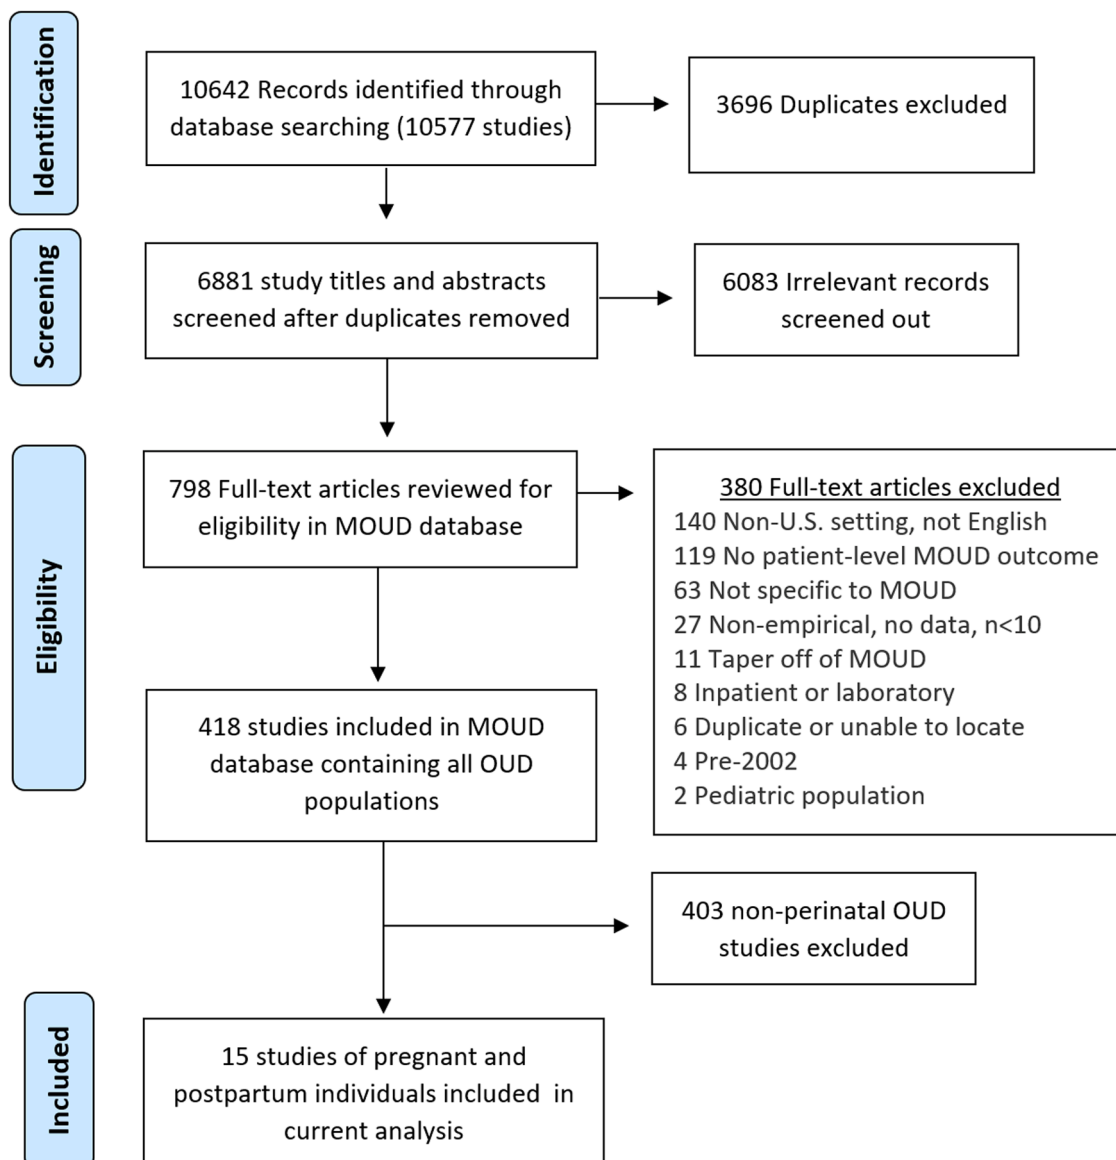 Identification
10642 Records identified through
database searching (10577 studies)
3696 Duplicates excluded
Screening
6881 study titles and abstracts
screened after duplicates removed
6083 Irrelevant records
screened out
Eligibility
798 Full-text articles reviewed for
eligibility in MOUD database
380 Full-text articles excluded
140 Non-U.S. setting, not English
119 No patient-level MOUD outcome
63 Not specific to MOUD
27 Non-empirical, no data, n<10
11 Taper off of MOUD
8 Inpatient or laboratory
6 Duplicate or unable to locate
4 Pre-2002
2 Pediatric population
418 studies included in MOUD
database containing all OUD
populations
403 non-perinatal OUD
studies excluded
Included
15 studies of pregnant and
postpartum individuals included in
current analysis